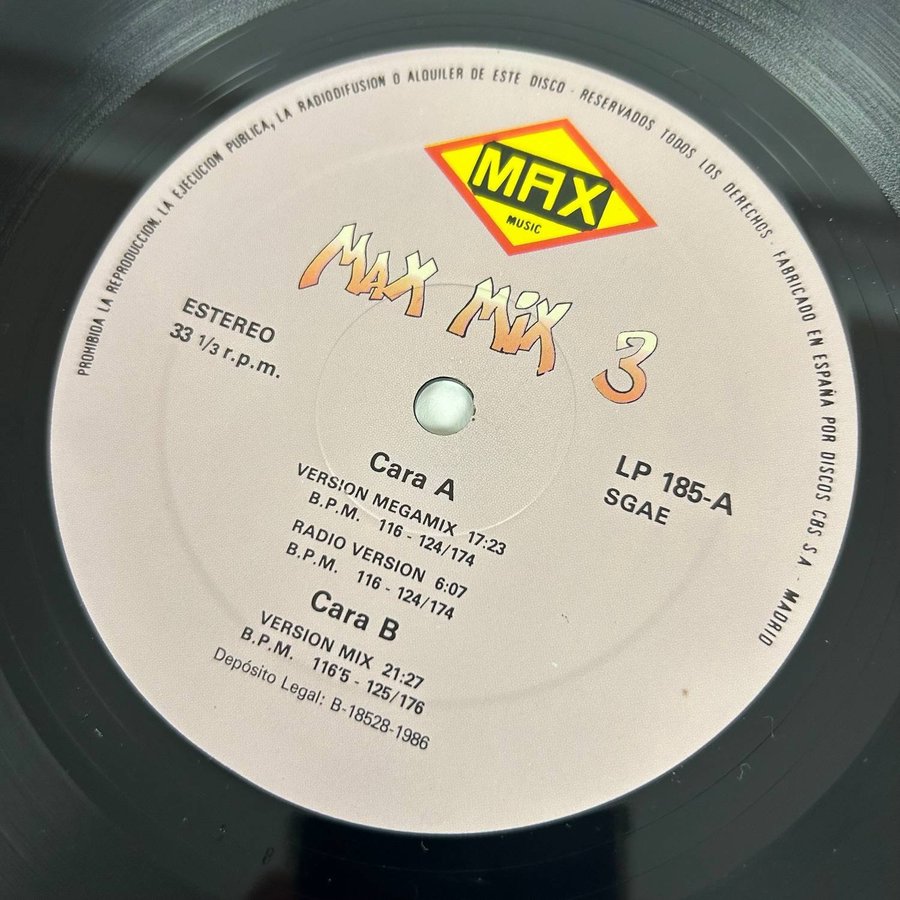 PROHIBIDA LA REPRODUCCION. LA EJECUCION PUBLICA, LA RADIODIFUSION O ALQUILER DE ESTE DISCO - RESERVADOS TODOS LOS DERECHOS - FABRICADO EN ESPAÑA POR DISCOS CBS S.A - MADRID
MAX
MUSIC
MAX MIX 3
ESTEREO
33 1/3 r.p.m.
LP 185-A
SGAE
Cara A
VERSION MEGAMIX 17:23
B.P.M. 116 - 124/174
RADIO VERSION 6:07
B.P.M. 116 - 124/174
Cara B
VERSION MIX 21:27
B.P.M. 116'5 - 125/176
Depósito Legal: B-18528-1986